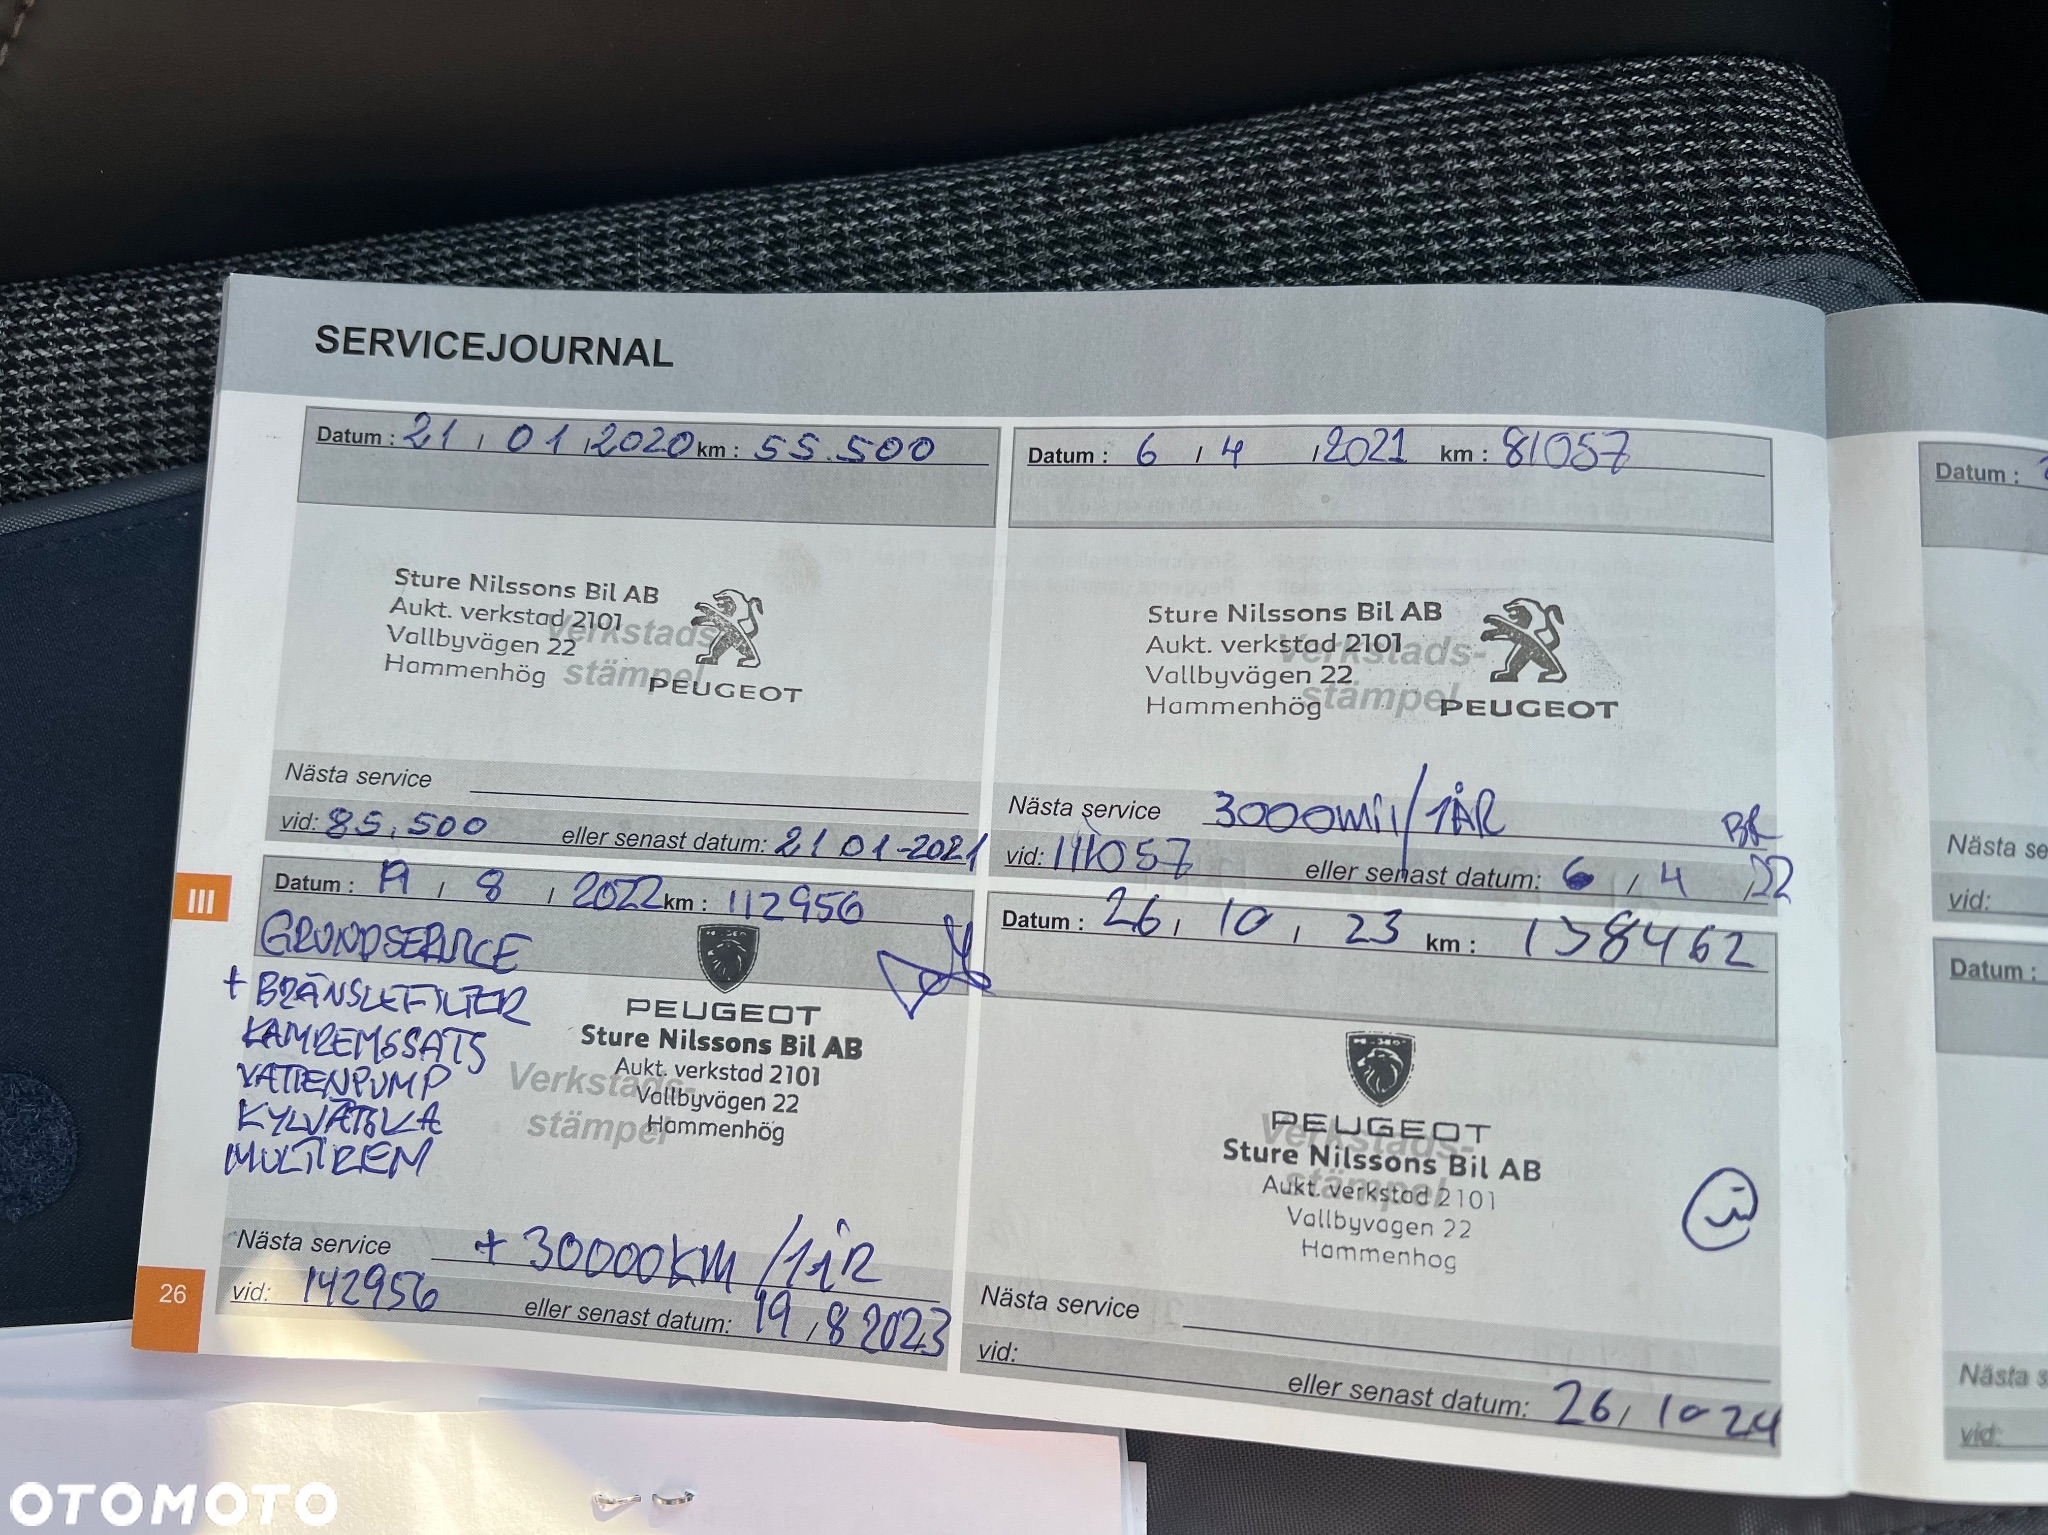 SERVICEJOURNAL
Datum : 21 / 01 / 2020 km : 55.500
Sture Nilssons Bil AB
Aukt. verkstad 2101
Vallbyvägen 22
Hammenhög
PEUGEOT
Verkstads-
stämpel
Nästa service
vid: 85.500 eller senast datum: 21 01-2021
Datum : 6 / 4 / 2021 km : 81057
Sture Nilssons Bil AB
Aukt. verkstad 2101
Vallbyvägen 22
Hammenhög
PEUGEOT
Verkstads-
stämpel
Nästa service 3000mil/1ÅR BR
vid: 111057 eller senast datum: 6 / 4 / 22
III
Datum : 19 / 8 / 2022 km : 112956
GRUNDSERVICE
+ BRÄNSLEFILTER
KAMREMSSATS
VATTENPUMP
KYLVÄTSKA
MULTIREM
PEUGEOT
Sture Nilssons Bil AB
Aukt. verkstad 2101
Vallbyvägen 22
Hammenhög
Verkstads-
stämpel
Nästa service + 30000KM/1ÅR
vid: 142956 eller senast datum: 19 / 8 2023
26
Datum : 26 / 10 / 23 km : 138462
PEUGEOT
Sture Nilssons Bil AB
Aukt. verkstad 2101
Vallbyvägen 22
Hammenhög
Verkstads-
stämpel
Nästa service
vid:
eller senast datum: 26 / 10 24
Datum :
Nästa se
vid:
Datum :
Nästa s
vid:
OTOMOTO